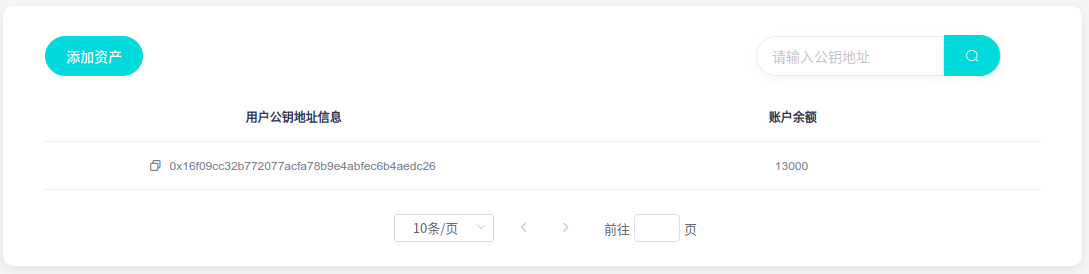 添加资产
请输入公钥地址
用户公钥地址信息 账户余额
0x16f09cc32b772077acfa78b9e4abfec6b4aedc26 13000
10条/页 前往 页